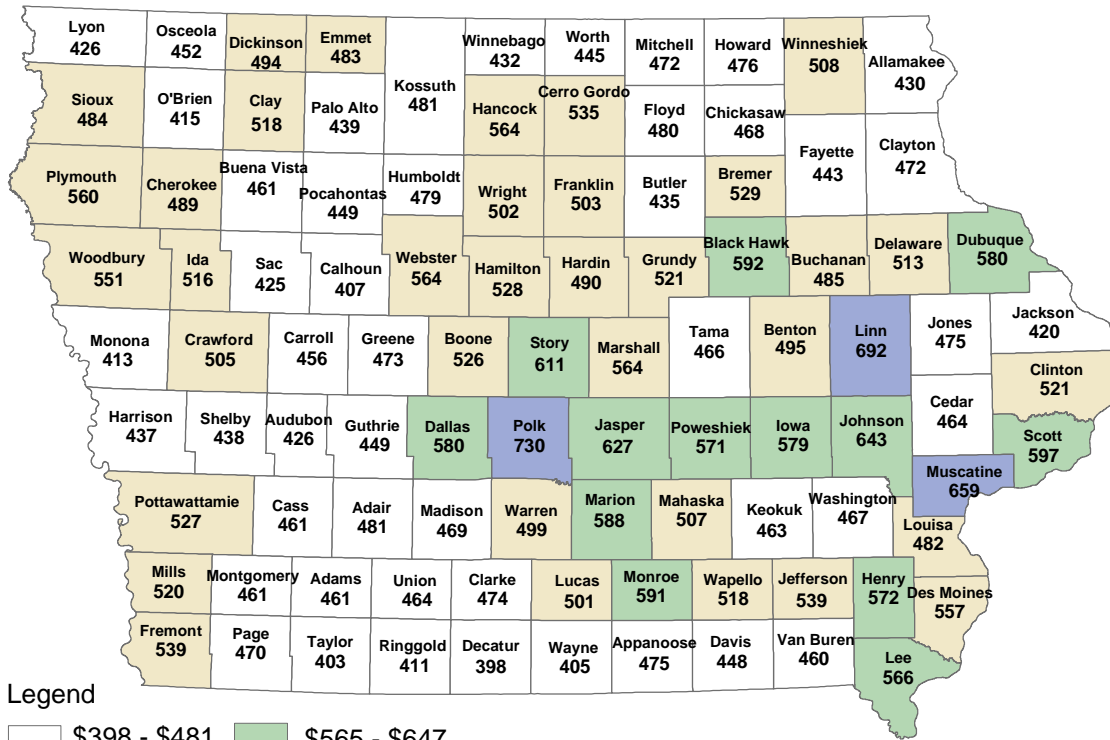 Lyon
426
Osceola
452
Dickinson
494
Emmet
483
Kossuth
481
Winnebago
432
Worth
445
Mitchell
472
Howard
476
Winneshiek
508
Allamakee
430
Sioux
484
O'Brien
415
Clay
518
Palo Alto
439
Hancock
564
Cerro Gordo
535
Floyd
480
Chickasaw
468
Fayette
443
Clayton
472
Plymouth
560
Cherokee
489
Buena Vista
461
Pocahontas
449
Humboldt
479
Wright
502
Franklin
503
Butler
435
Bremer
529
Woodbury
551
Ida
516
Sac
425
Calhoun
407
Webster
564
Hamilton
528
Hardin
490
Grundy
521
Black Hawk
592
Buchanan
485
Delaware
513
Dubuque
580
Monona
413
Crawford
505
Carroll
456
Greene
473
Boone
526
Story
611
Marshall
564
Tama
466
Benton
495
Linn
692
Jones
475
Jackson
420
Clinton
521
Harrison
437
Shelby
438
Audubon
426
Guthrie
449
Dallas
580
Polk
730
Jasper
627
Poweshiek
571
Iowa
579
Johnson
643
Cedar
464
Scott
597
Muscatine
659
Pottawattamie
527
Cass
461
Adair
481
Madison
469
Warren
499
Marion
588
Mahaska
507
Keokuk
463
Washington
467
Louisa
482
Mills
520
Montgomery
461
Adams
461
Union
464
Clarke
474
Lucas
501
Monroe
591
Wapello
518
Jefferson
539
Henry
572
Des Moines
557
Fremont
539
Page
470
Taylor
403
Ringgold
411
Decatur
398
Wayne
405
Appanoose
475
Davis
448
Van Buren
460
Lee
566
Legend
$398 - $481
$565 - $647